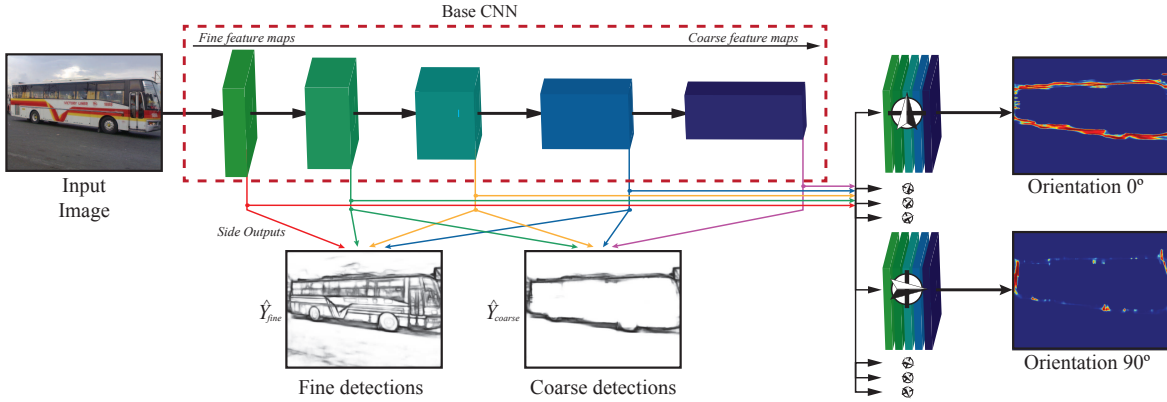 Base CNN
Fine feature maps
Coarse feature maps
Input
Image
Side Outputs
Ŷfine
Ŷcoarse
Fine detections
Coarse detections
Orientation 0º
Orientation 90º